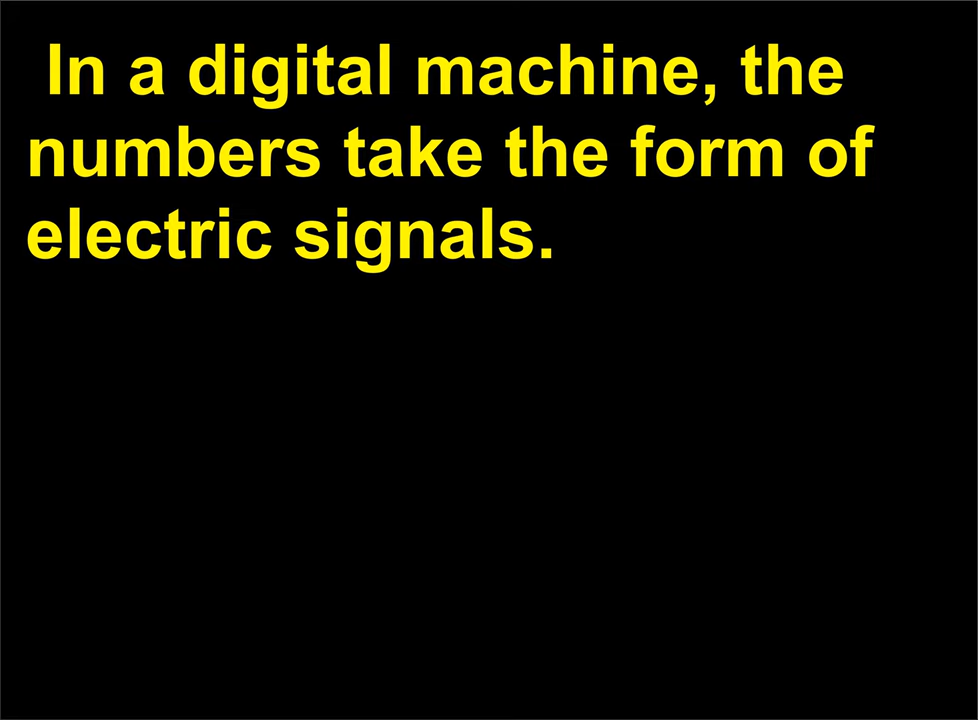 In a digital machine, the
numbers take the form of
electric signals.